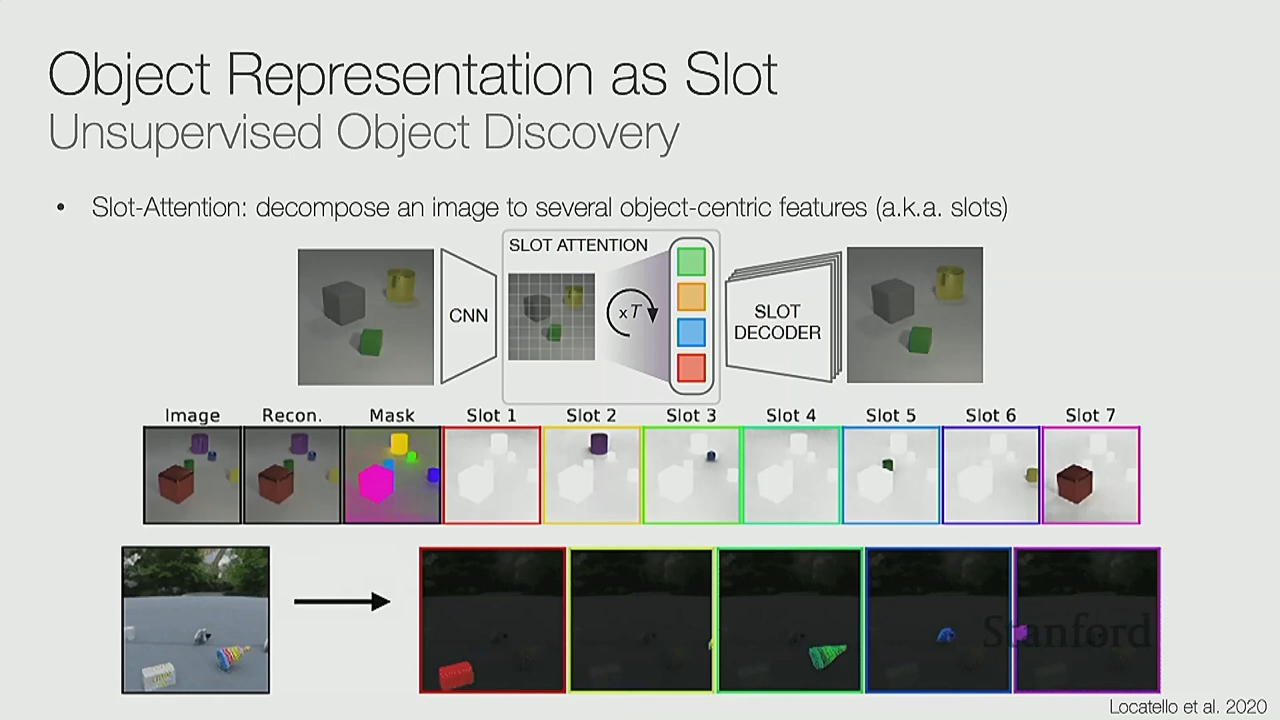 Object Representation as Slot
Unsupervised Object Discovery
• Slot-Attention: decompose an image to several object-centric features (a.k.a. slots)
SLOT ATTENTION
CNN
x T
SLOT
DECODER
Image Recon. Mask Slot 1 Slot 2 Slot 3 Slot 4 Slot 5 Slot 6 Slot 7
Stanford
Locatello et al. 2020